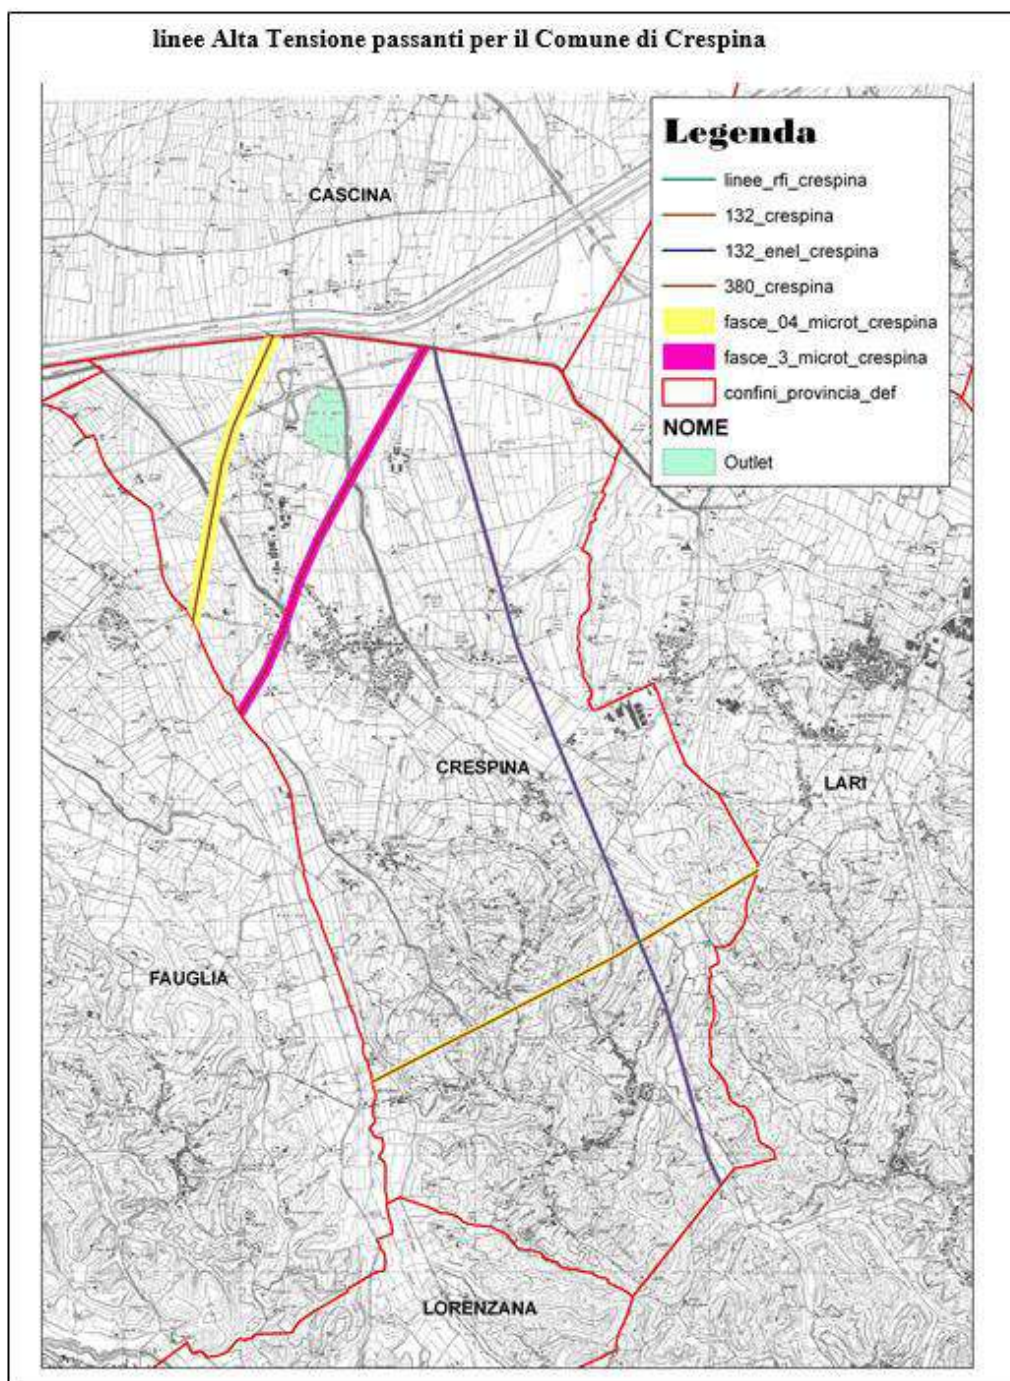 linee Alta Tensione passanti per il Comune di Crespina
Legenda
linee_rfi_crespina
132_crespina
132_enel_crespina
380_crespina
fasce_04_microt_crespina
fasce_3_microt_crespina
confini_provincia_def
NOME
Outlet
CASCINA
CRESPINA
LARI
FAUGLIA
LORENZANA